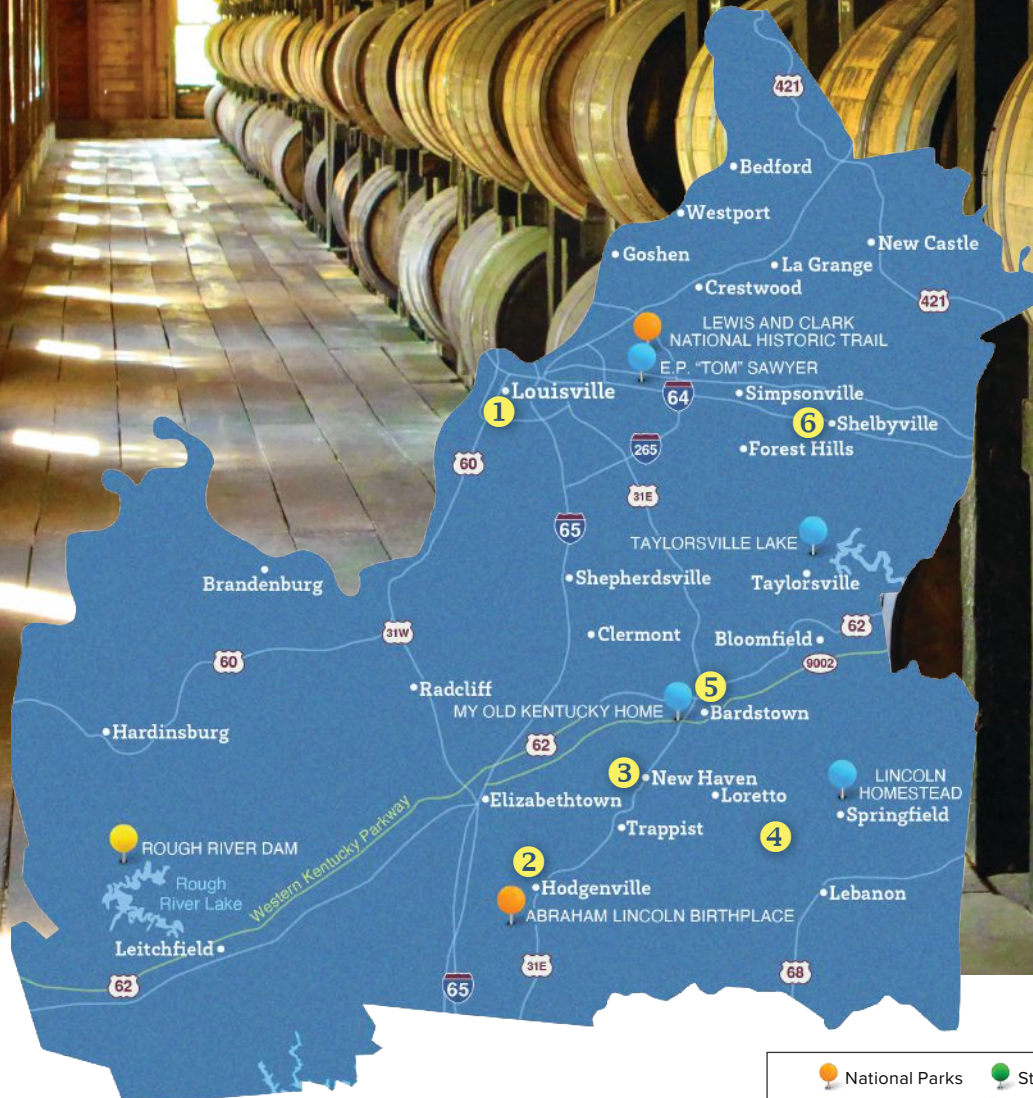 421
Bedford
Westport
Goshen
New Castle
La Grange
Crestwood
421
LEWIS AND CLARK
NATIONAL HISTORIC TRAIL
E.P. "TOM" SAWYER
Louisville
64
Simpsonville
1
6
Shelbyville
265
Forest Hills
60
31E
65
TAYLORSVILLE LAKE
Brandenburg
Shepherdsville
Taylorsville
31W
Clermont
Bloomfield
62
60
9002
Radcliff
5
MY OLD KENTUCKY HOME
Bardstown
Hardinsburg
62
3
New Haven
LINCOLN
HOMESTEAD
Elizabethtown
Loretto
Springfield
Western Kentucky Parkway
Trappist
4
ROUGH RIVER DAM
2
Rough
River Lake
Hodgenville
Lebanon
ABRAHAM LINCOLN BIRTHPLACE
Leitchfield
31E
62
65
68
National Parks